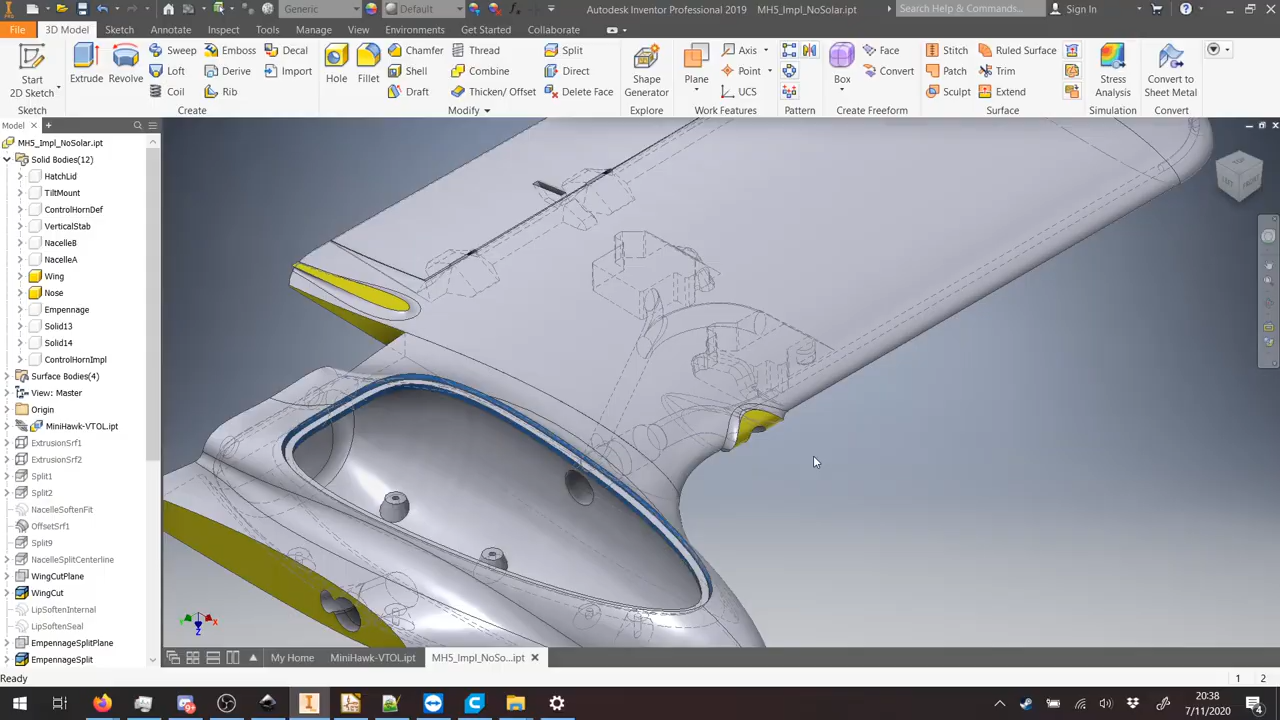 PRO
Generic
Default
Autodesk Inventor Professional 2019 MH5_Impl_NoSolar.ipt
Search Help & Commands...
Sign In
File 3D Model Sketch Annotate Inspect Tools Manage View Environments Get Started Collaborate
Start
2D Sketch
Sketch
Extrude
Revolve
Sweep
Loft
Coil
Emboss
Derive
Rib
Decal
Import
Create
Hole
Fillet
Chamfer
Shell
Draft
Thread
Combine
Thicken/ Offset
Split
Direct
Delete Face
Modify
Shape
Generator
Explore
Plane
Axis
Point
UCS
Work Features
Pattern
Box
Face
Convert
Create Freeform
Stitch
Patch
Sculpt
Ruled Surface
Trim
Extend
Surface
Stress
Analysis
Simulation
Convert to
Sheet Metal
Convert
Model
MH5_Impl_NoSolar.ipt
Solid Bodies(12)
HatchLid
TiltMount
ControlHornDef
VerticalStab
NacelleB
NacelleA
Wing
Nose
Empennage
Solid13
Solid14
ControlHornImpl
Surface Bodies(4)
View: Master
Origin
MiniHawk-VTOL.ipt
ExtrusionSrf1
ExtrusionSrf2
Split1
Split2
NacelleSoftenFit
OffsetSrf1
Split9
NacelleSplitCenterline
WingCutPlane
WingCut
LipSoftenInternal
LipSoftenSeal
EmpennageSplitPlane
EmpennageSplit
TOP
FRONT
Y
X
Z
My Home
MiniHawk-VTOL.ipt
MH5_Impl_NoSo...ipt
Ready
1 2
20:38
7/11/2020
4